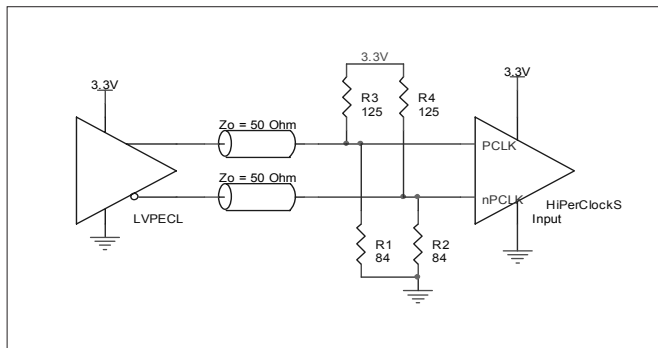 3.3V
3.3V
3.3V
R3
125
R4
125
Zo = 50 Ohm
PCLK
Zo = 50 Ohm
nPCLK
HiPerClockS
Input
LVPECL
R1
84
R2
84